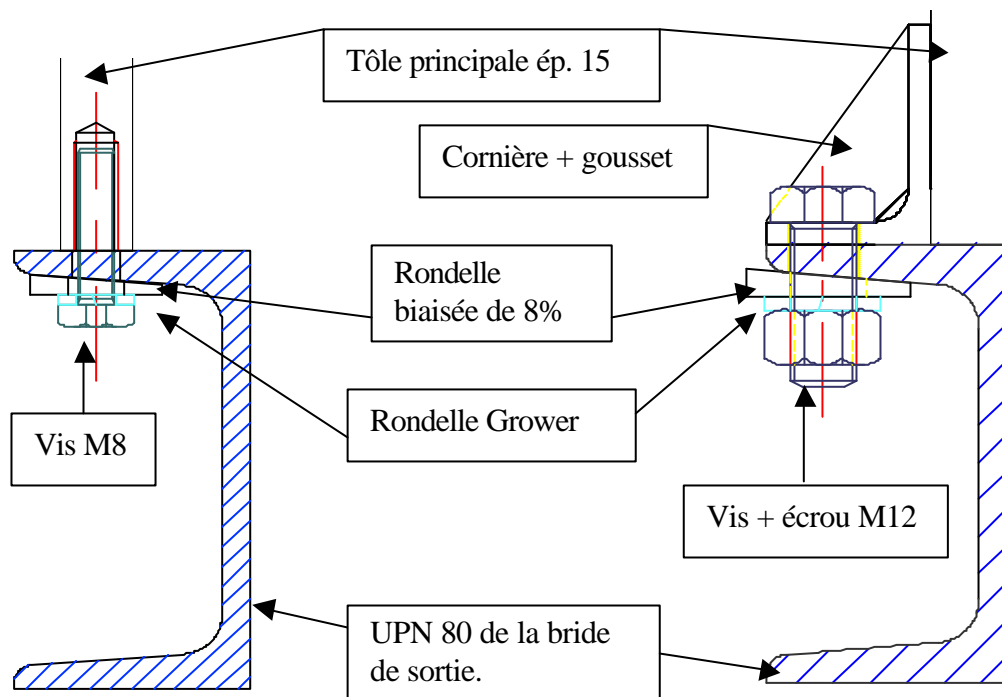 Tôle principale ép. 15
Cornière + gousset
Rondelle
biaisée de 8%
Rondelle Grower
Vis M8
Vis + écrou M12
UPN 80 de la bride
de sortie.